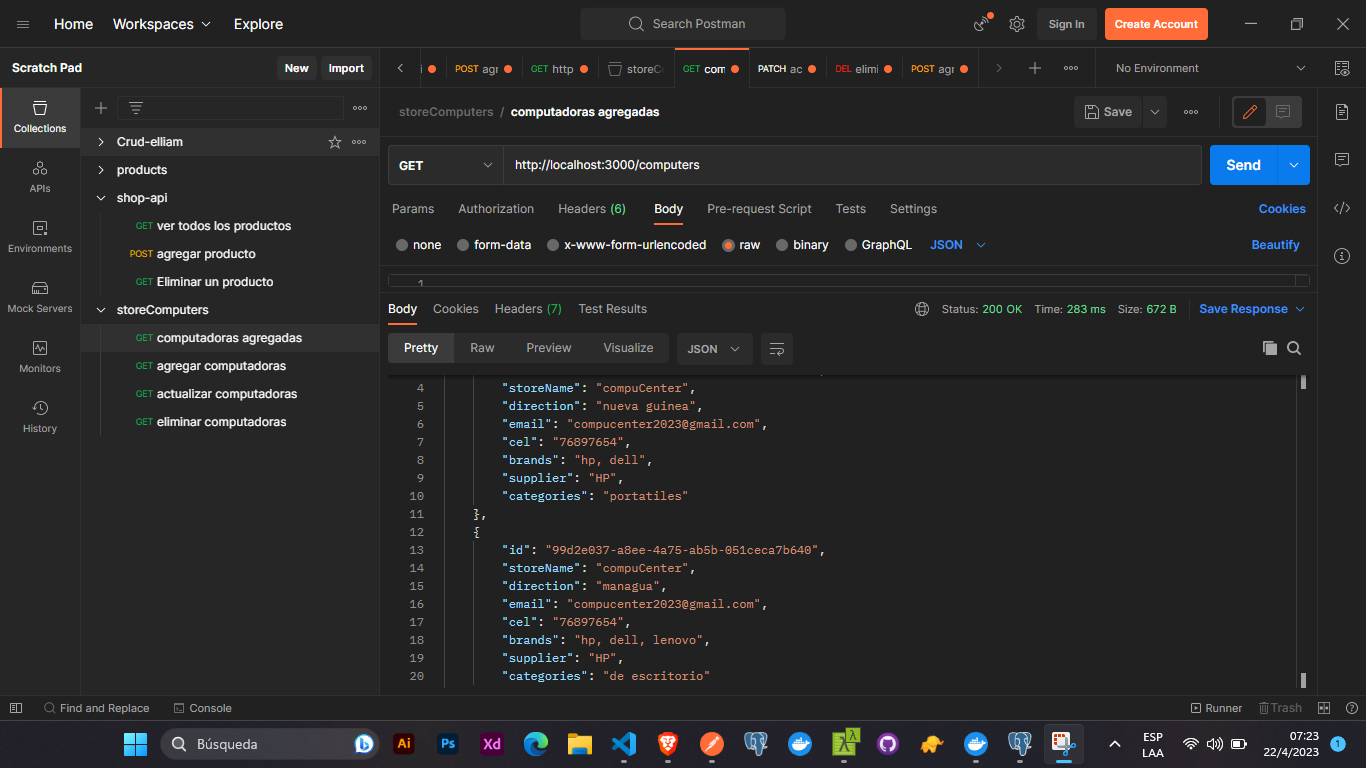 Home Workspaces Explore Search Postman Sign In Create Account
Scratch Pad New Import
POST agr GET http storeC GET com PATCH ac DEL elimi POST agr No Environment
Collections
APIs
Environments
Mock Servers
Monitors
History
Crud-elliam
products
shop-api
GET ver todos los productos
POST agregar producto
GET Eliminar un producto
storeComputers
GET computadoras agregadas
GET agregar computadoras
GET actualizar computadoras
GET eliminar computadoras
storeComputers / computadoras agregadas Save
GET http://localhost:3000/computers Send
Params Authorization Headers (6) Body Pre-request Script Tests Settings Cookies
none form-data x-www-form-urlencoded raw binary GraphQL JSON Beautify
1
Body Cookies Headers (7) Test Results Status: 200 OK Time: 283 ms Size: 672 B Save Response
Pretty Raw Preview Visualize JSON
4 "storeName": "compuCenter",
5 "direction": "nueva guinea",
6 "email": "compucenter2023@gmail.com",
7 "cel": "76897654",
8 "brands": "hp, dell",
9 "supplier": "HP",
10 "categories": "portatiles"
11 },
12 {
13 "id": "99d2e037-a8ee-4a75-ab5b-051ceca7b640",
14 "storeName": "compuCenter",
15 "direction": "managua",
16 "email": "compucenter2023@gmail.com",
17 "cel": "76897654",
18 "brands": "hp, dell, lenovo",
19 "supplier": "HP",
20 "categories": "de escritorio"
Find and Replace Console Runner Trash
Búsqueda Ai Ps Xd ESP 07:23
LAA 22/4/2023 1